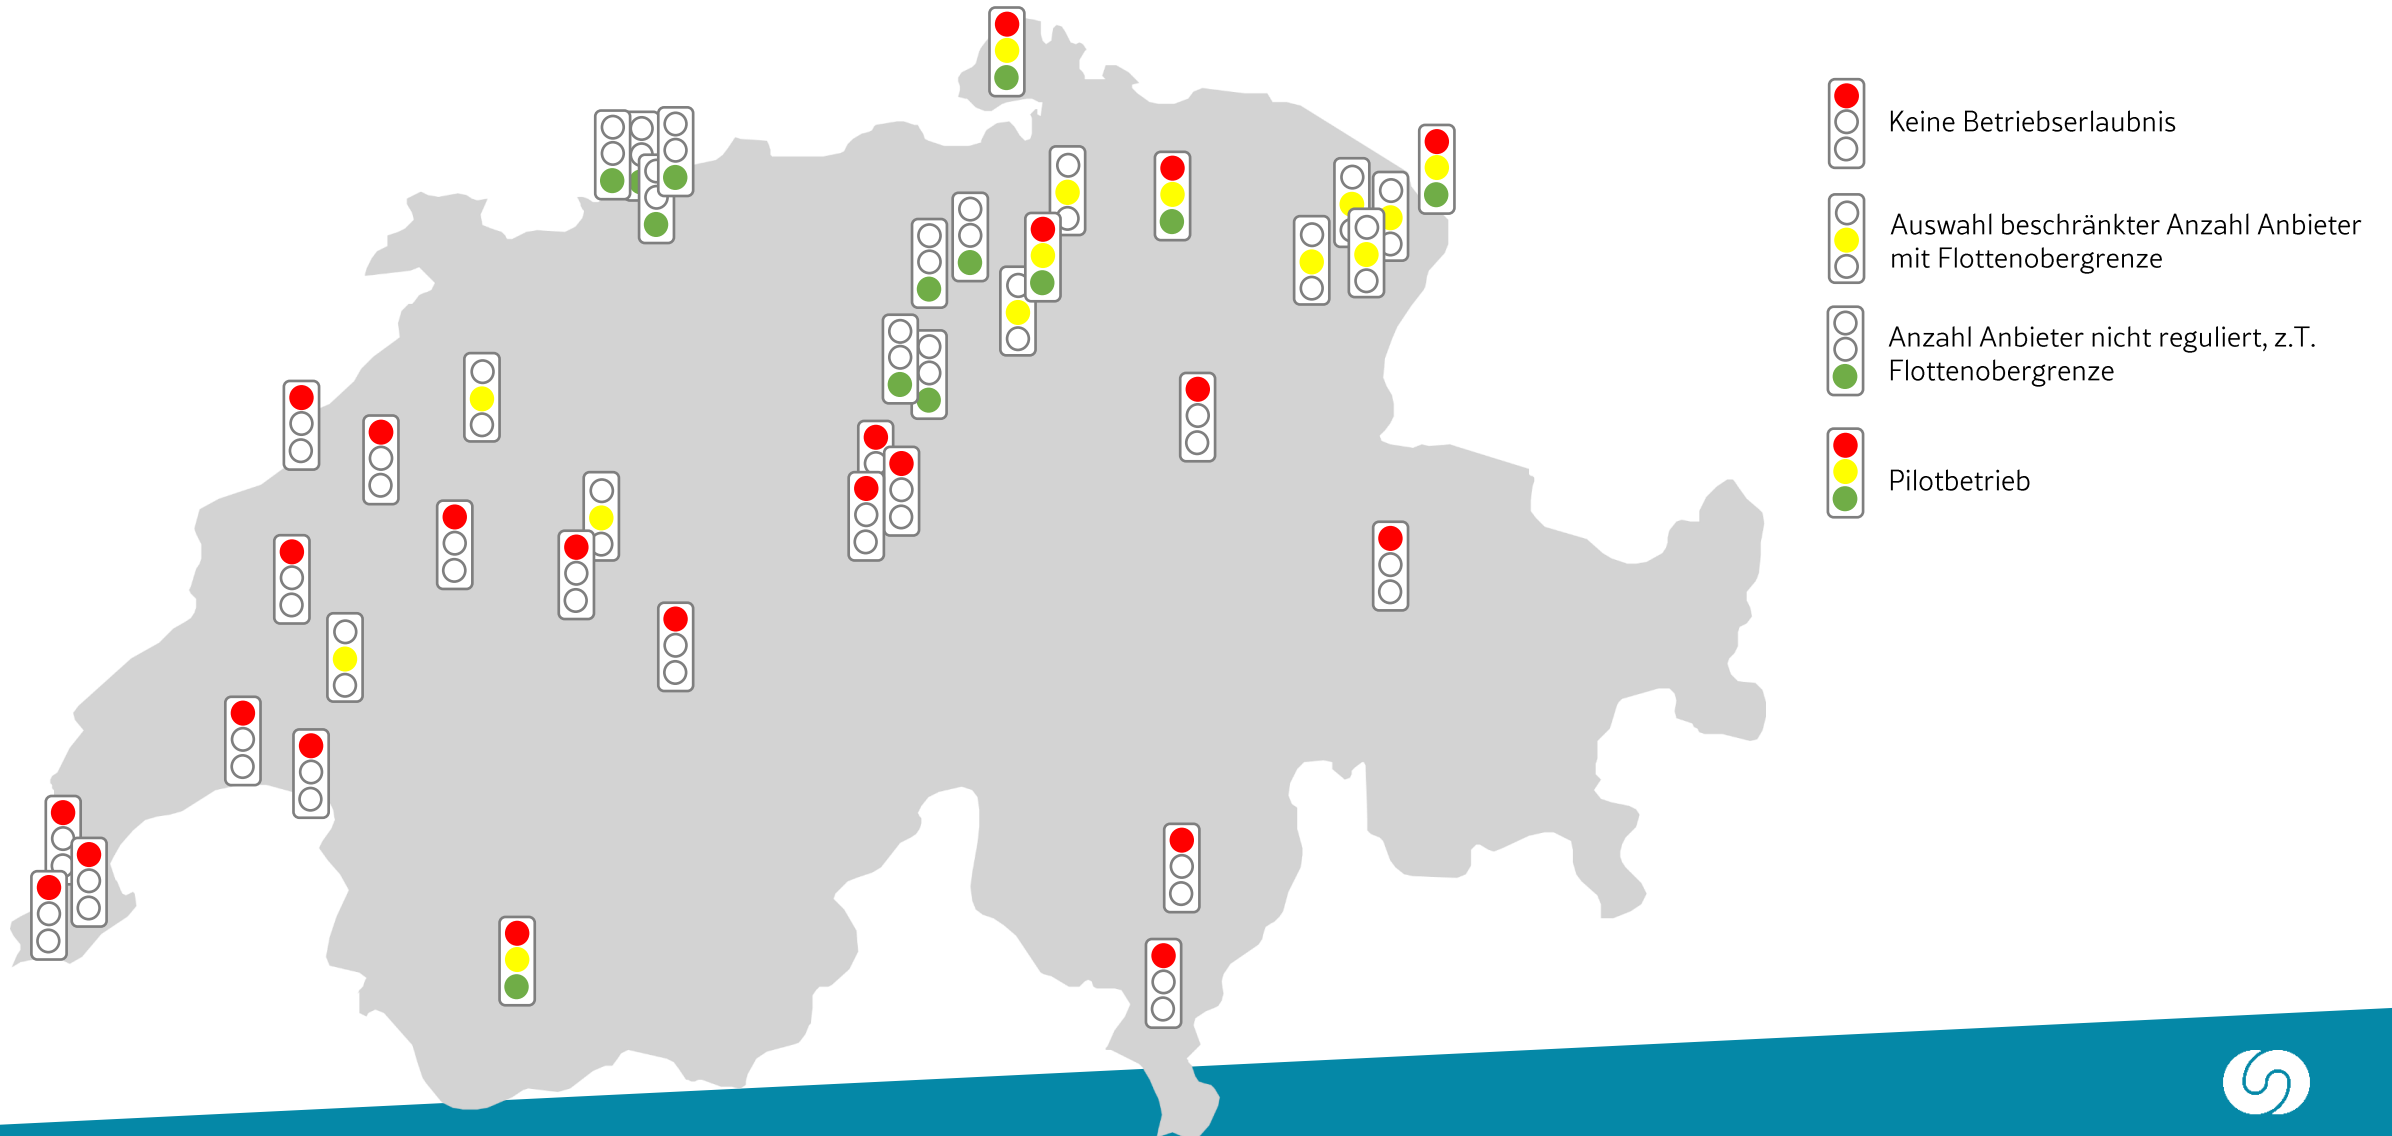 Keine Betriebserlaubnis
Auswahl beschränkter Anzahl Anbieter
mit Flottenobergrenze
Anzahl Anbieter nicht reguliert, z.T.
Flottenobergrenze
Pilotbetrieb